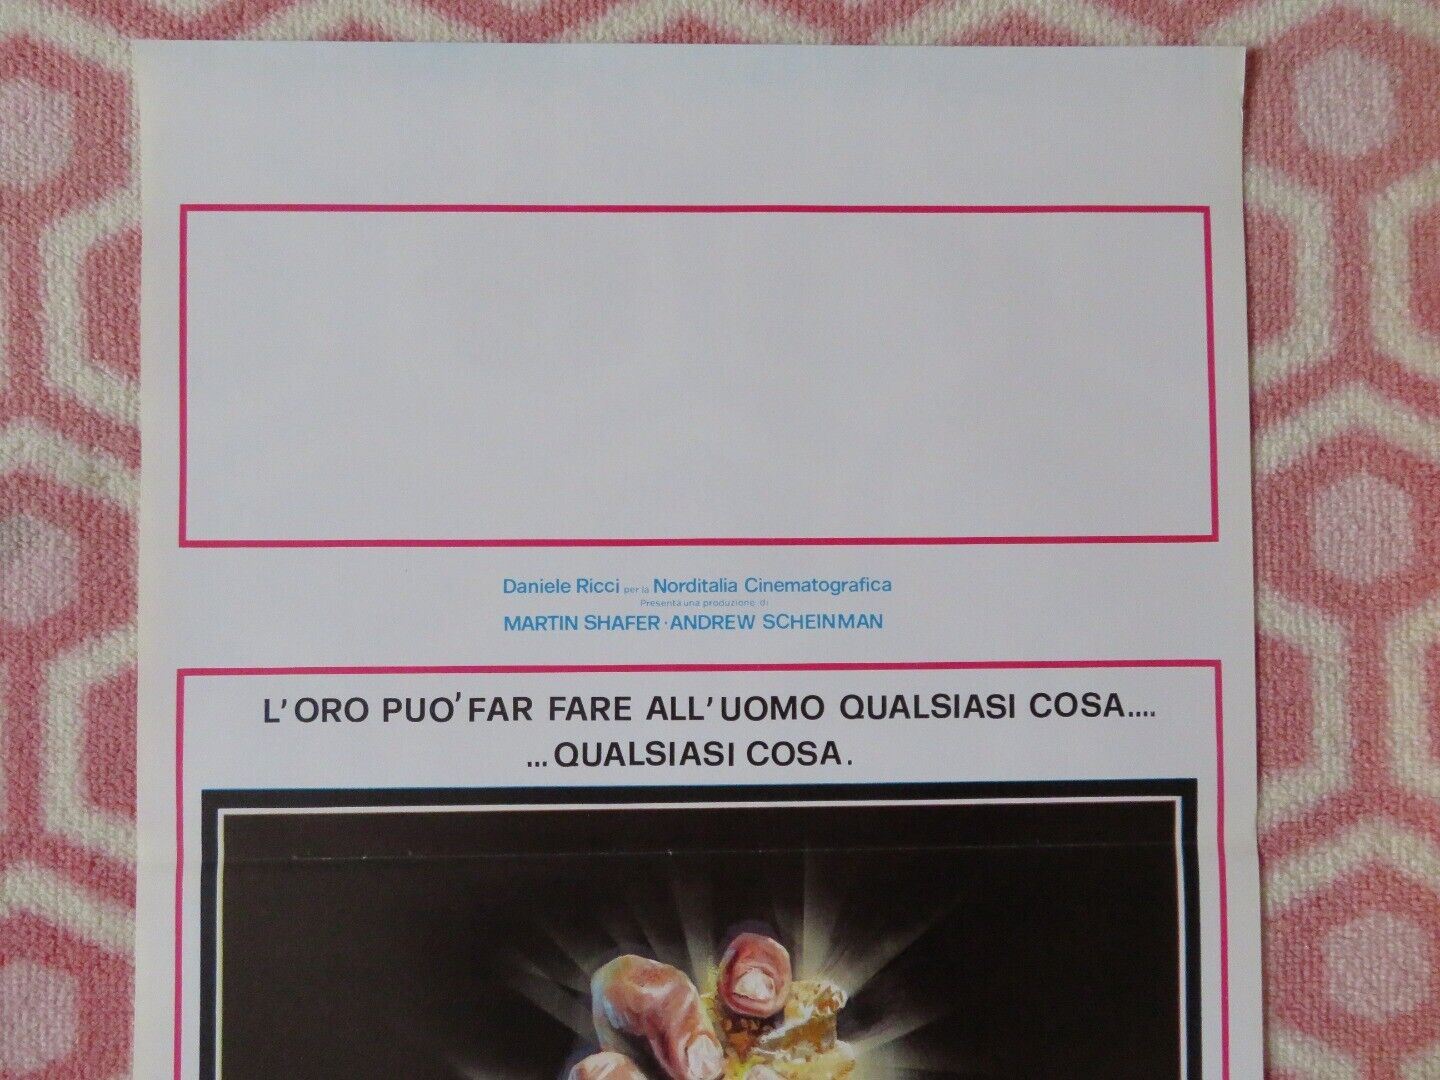 Daniele Ricci per la Norditalia Cinematografica
Presenta una produzione di
MARTIN SHAFER · ANDREW SCHEINMAN
L'ORO PUO' FAR FARE ALL'UOMO QUALSIASI COSA....
...QUALSIASI COSA.